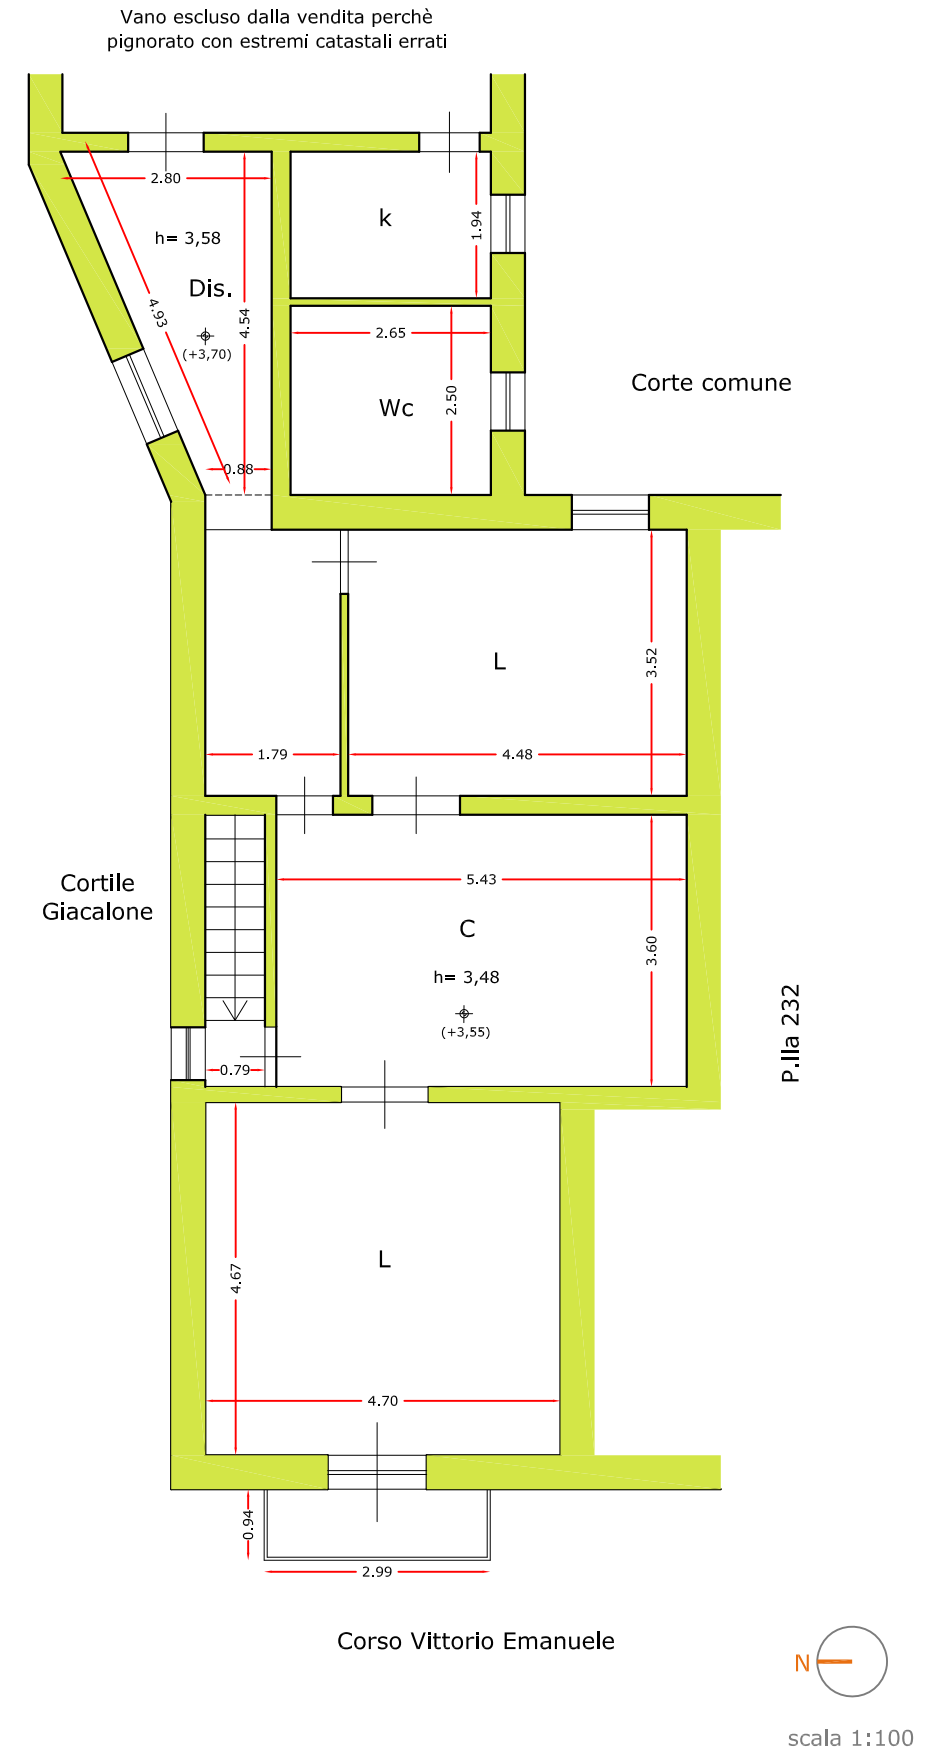 Vano escluso dalla vendita perchè
pignorato con estremi catastali errati
2.80
h= 3,58
Dis.
(+3,70)
4.93
4.54
0.88
k
1.94
2.65
Wc
2.50
Corte comune
L
3.52
1.79
4.48
Cortile
Giacalone
5.43
C
h= 3,48
(+3,55)
3.60
0.79
P.lla 232
L
4.67
4.70
0.94
2.99
Corso Vittorio Emanuele
N
scala 1:100